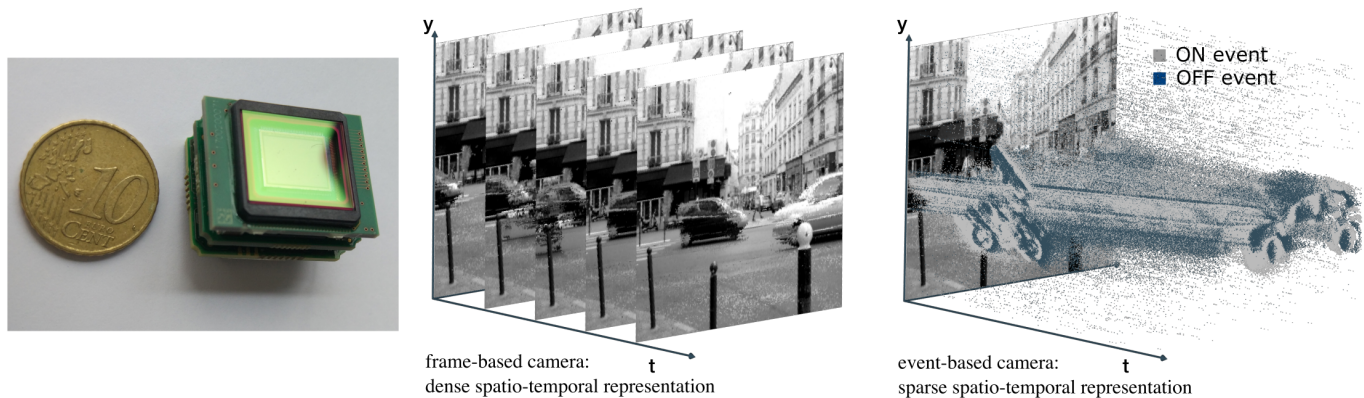 10
CENT
y
t
frame-based camera:
dense spatio-temporal representation
y
ON event
OFF event
t
event-based camera:
sparse spatio-temporal representation